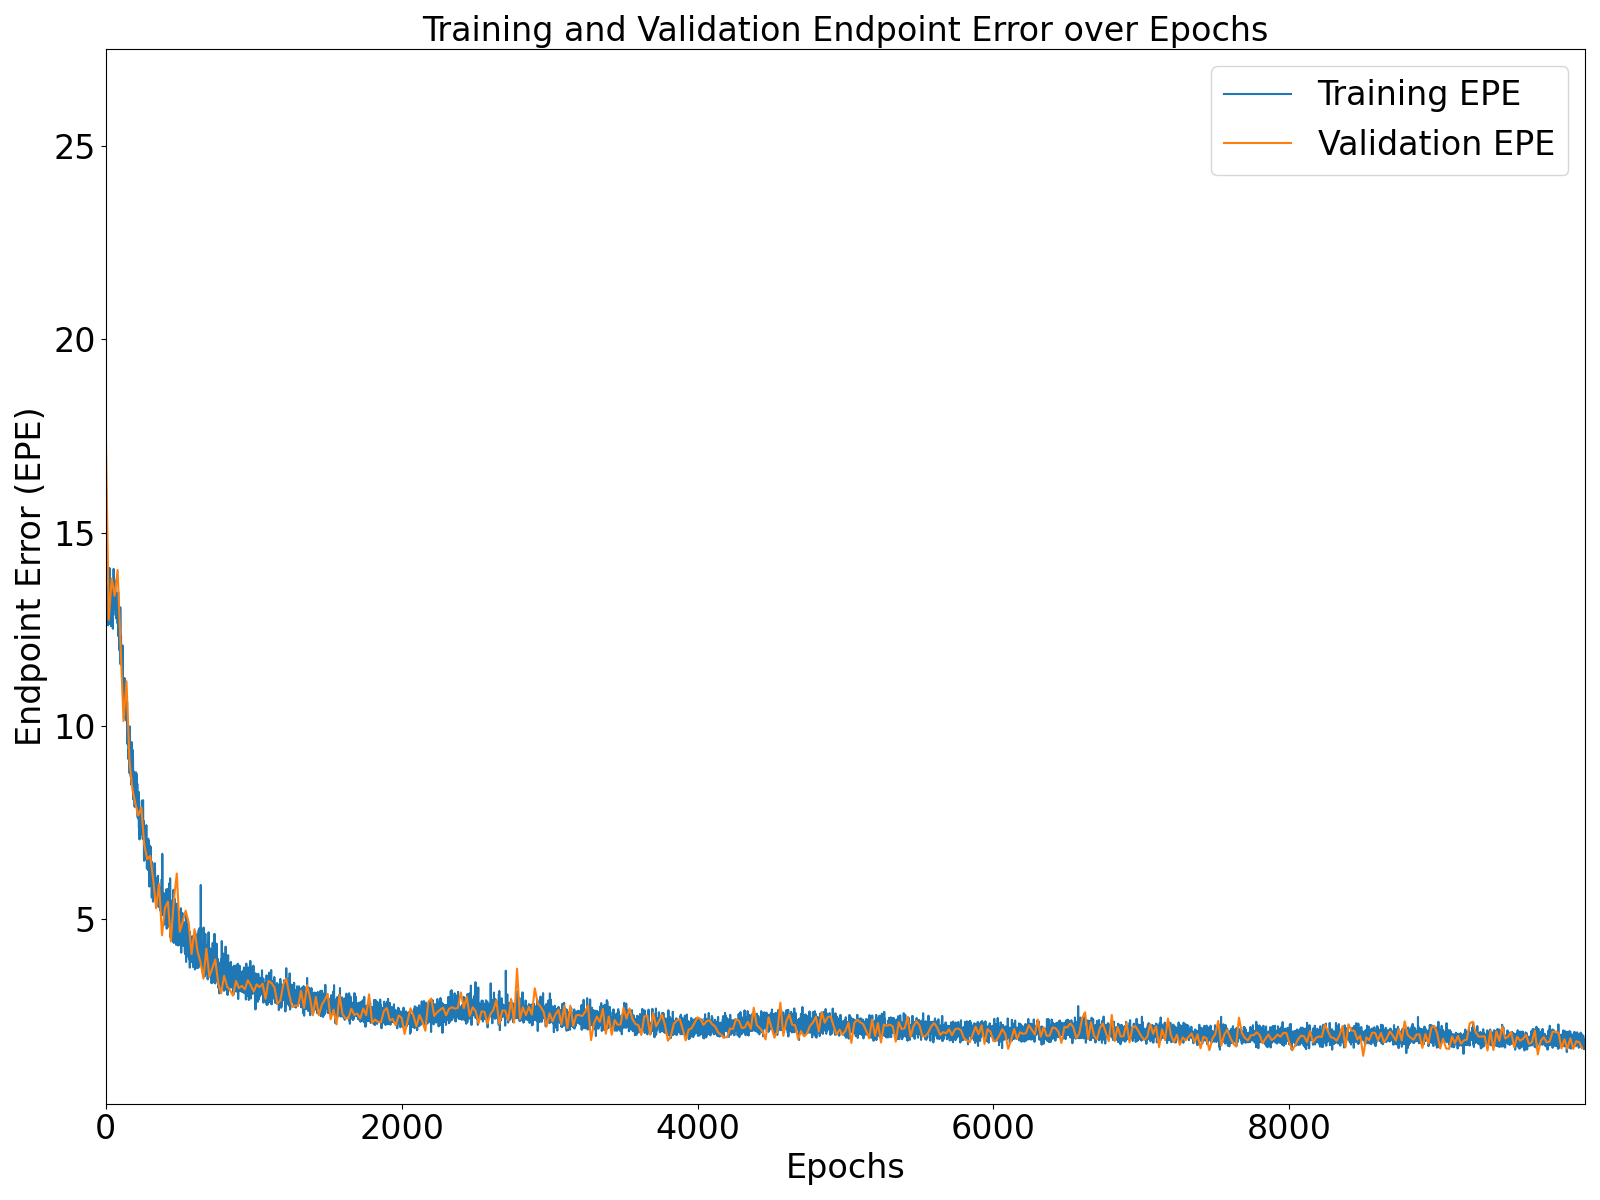 Training and Validation Endpoint Error over Epochs
Training EPE
Validation EPE
Endpoint Error (EPE)
25
20
15
10
5
0
2000
4000
6000
8000
Epochs